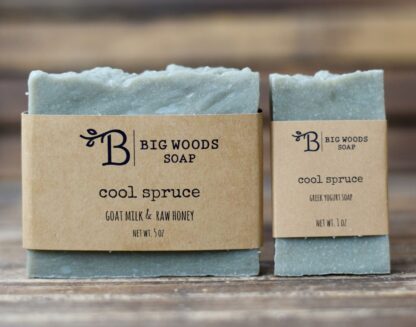 B BIG WOODS
SOAP
cool spruce
GOAT MILK & RAW HONEY
NET WT. 5 OZ
B BIG WOODS
SOAP
cool spruce
GREEK YOGURT SOAP
NET WT. 1 OZ